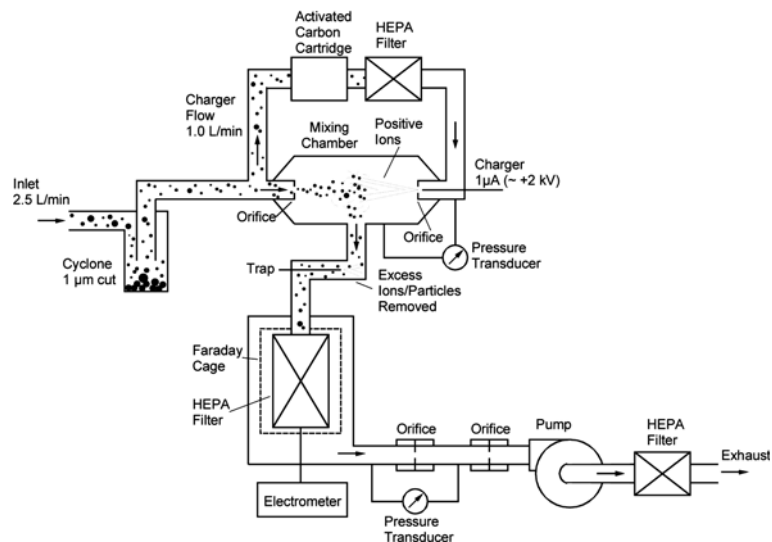 Activated
Carbon
Cartridge
HEPA
Filter
Charger
Flow
1.0 L/min
Mixing
Chamber
Positive
Ions
Inlet
2.5 L/min
Charger
1µA (~ +2 kV)
Orifice
Orifice
Cyclone
1 µm cut
Trap
Pressure
Transducer
Excess
Ions/Particles
Removed
Faraday
Cage
HEPA
Filter
Orifice
Orifice
Pump
HEPA
Filter
Exhaust
Electrometer
Pressure
Transducer